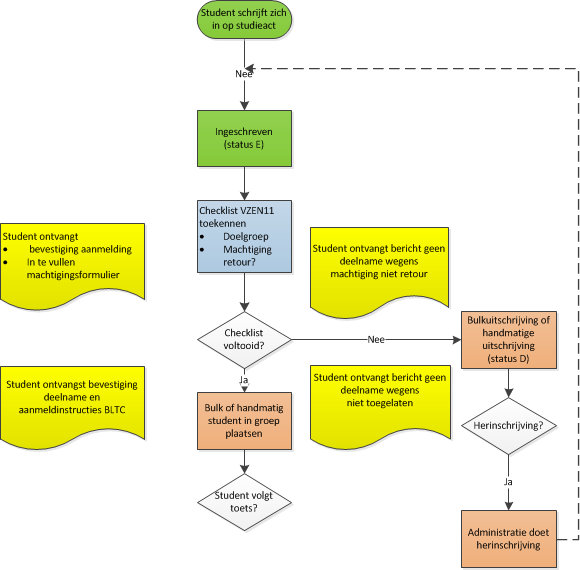 Student schrijft zich
in op studieact
Nee
Ingeschreven
(status E)
Checklist VZEN11
toekennen
• Doelgroep
• Machtiging
retour?
Student ontvangt
• bevestiging aanmelding
• In te vullen
machtigingsformulier
Student ontvangt bericht geen
deelname wegens
machtiging niet retour
Checklist
voltooid?
Nee
Bulkuitschrijving of
handmatige
uitschrijving
(status D)
Ja
Student ontvangst bevestiging
deelname en
aanmeldinstructies BLTC
Bulk of handmatig
student in groep
plaatsen
Student ontvangt bericht geen
deelname wegens
niet toegelaten
Herinschrijving?
Ja
Student volgt
toets?
Administratie doet
herinschrijving